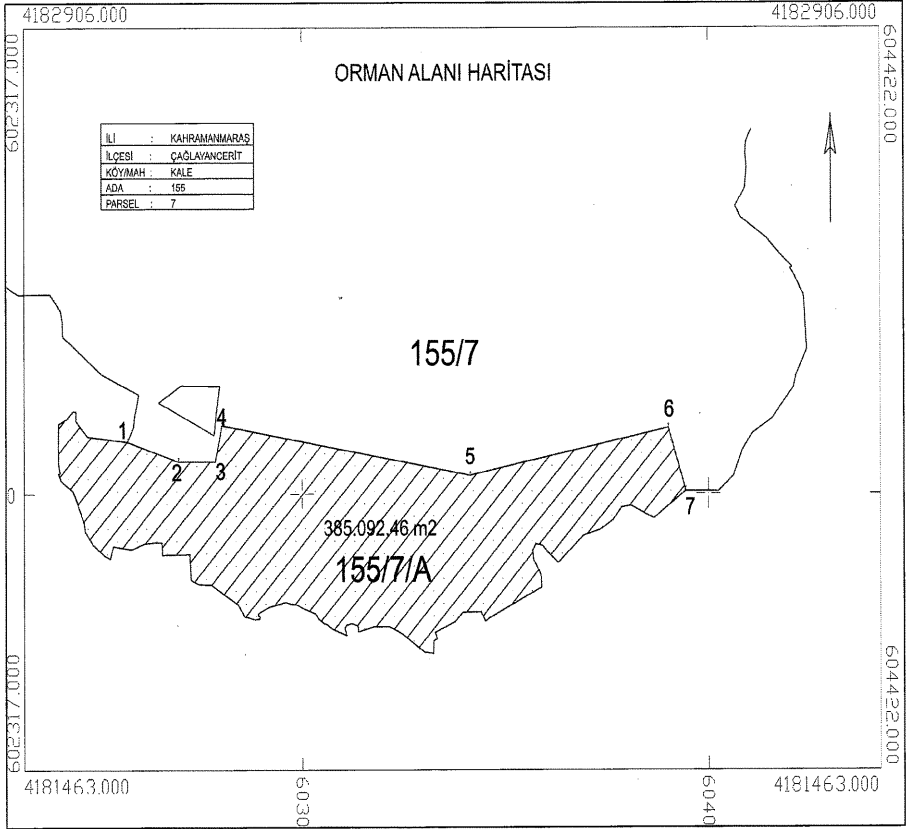 4182906.000 4182906.000
602317.000
604422.000
ORMAN ALANI HARİTASI
İLİ : KAHRAMANMARAŞ
İLÇESİ : ÇAĞLAYANCERİT
KÖY/MAH : KALE
ADA : 155
PARSEL : 7
155/7
4
6
1
5
2 3
7
0
385.092,46 m2
155/7/A
602317.000
604422.000
4181463.000 4181463.000
6030
6040